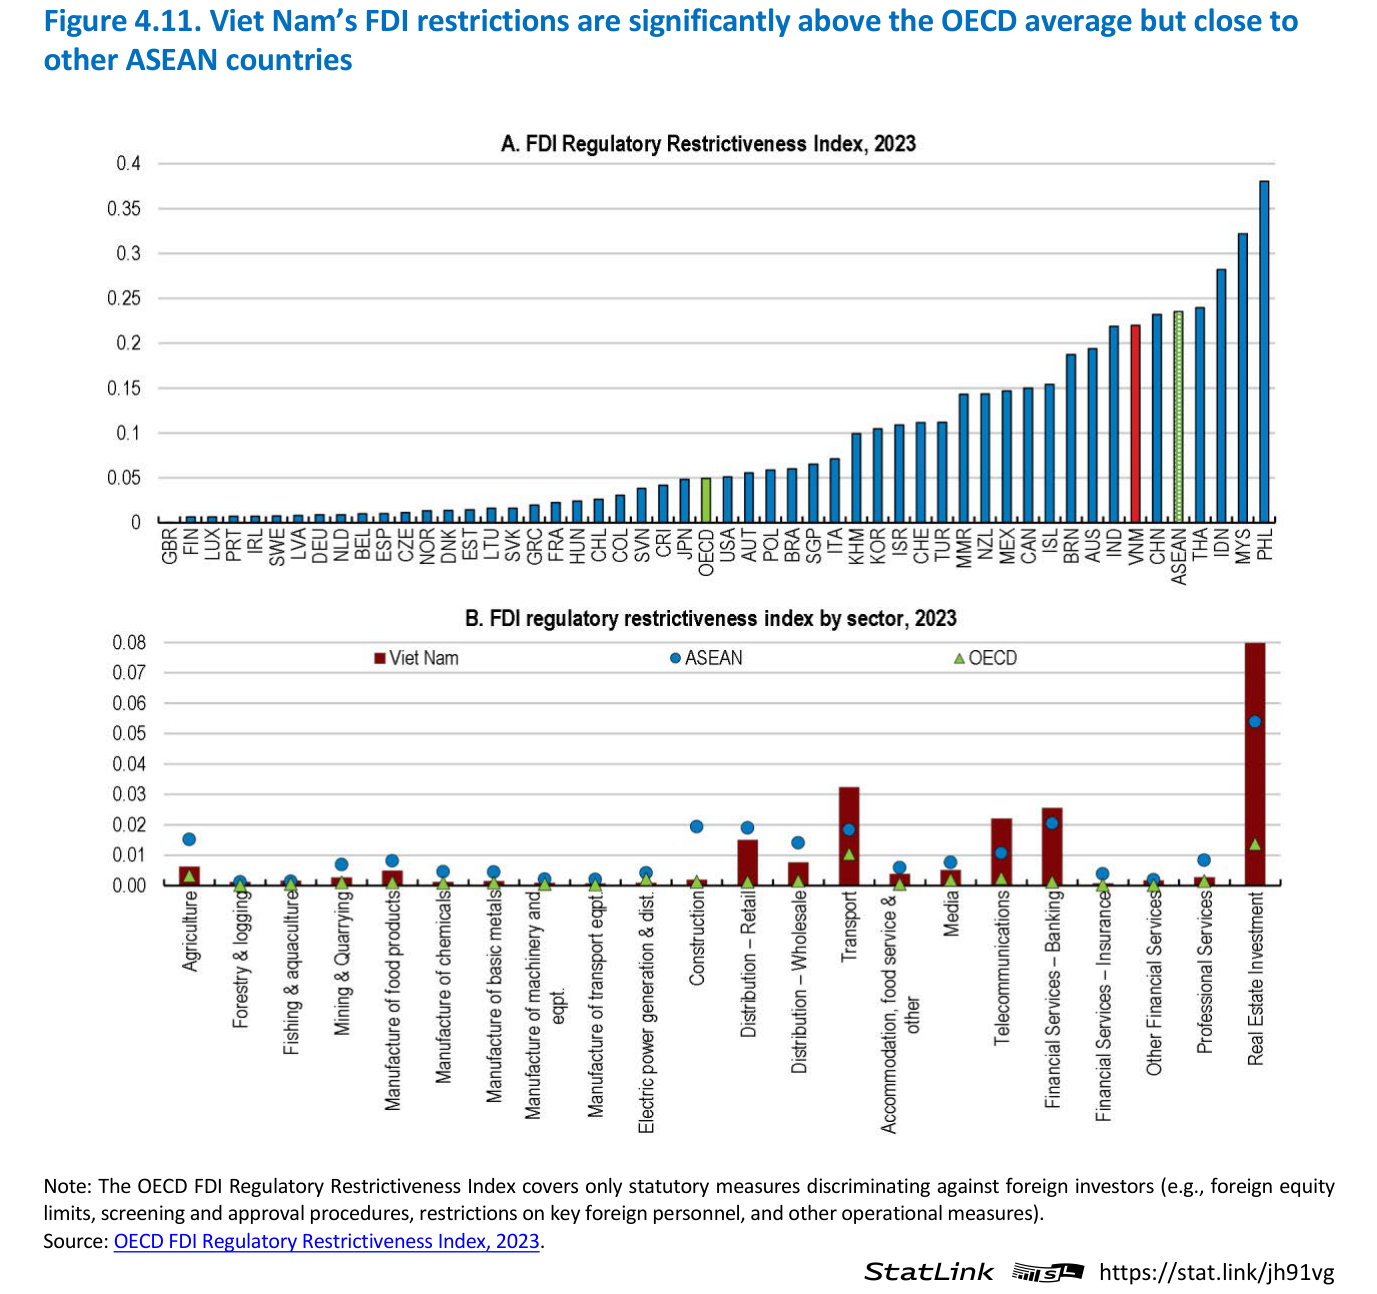 Figure 4.11. Viet Nam’s FDI restrictions are significantly above the OECD average but close to
other ASEAN countries
A. FDI Regulatory Restrictiveness Index, 2023
0.4
0.35
0.3
0.25
0.2
0.15
0.1
0.05
0
GBR
FIN
LUX
PRT
IRL
SWE
LVA
DEU
NLD
BEL
ESP
CZE
NOR
DNK
EST
LTU
SVK
GRC
FRA
HUN
CHL
COL
SVN
CRI
JPN
OECD
USA
AUT
POL
BRA
SGP
ITA
KHM
KOR
ISR
CHE
TUR
MMR
NZL
MEX
CAN
ISL
BRN
AUS
IND
VNM
CHN
ASEAN
THA
IDN
MYS
PHL
B. FDI regulatory restrictiveness index by sector, 2023
Viet Nam
ASEAN
OECD
0.08
0.07
0.06
0.05
0.04
0.03
0.02
0.01
0.00
Agriculture
Forestry & logging
Fishing & aquaculture
Mining & Quarrying
Manufacture of food products
Manufacture of chemicals
Manufacture of basic metals
Manufacture of machinery and
eqpt.
Manufacture of transport eqpt.
Electric power generation & dist.
Construction
Distribution – Retail
Distribution – Wholesale
Transport
Accommodation, food service &
other
Media
Telecommunications
Financial Services – Banking
Financial Services – Insurance
Other Financial Services
Professional Services
Real Estate Investment
Note: The OECD FDI Regulatory Restrictiveness Index covers only statutory measures discriminating against foreign investors (e.g., foreign equity
limits, screening and approval procedures, restrictions on key foreign personnel, and other operational measures).
Source: OECD FDI Regulatory Restrictiveness Index, 2023.
StatLink https://stat.link/jh91vg